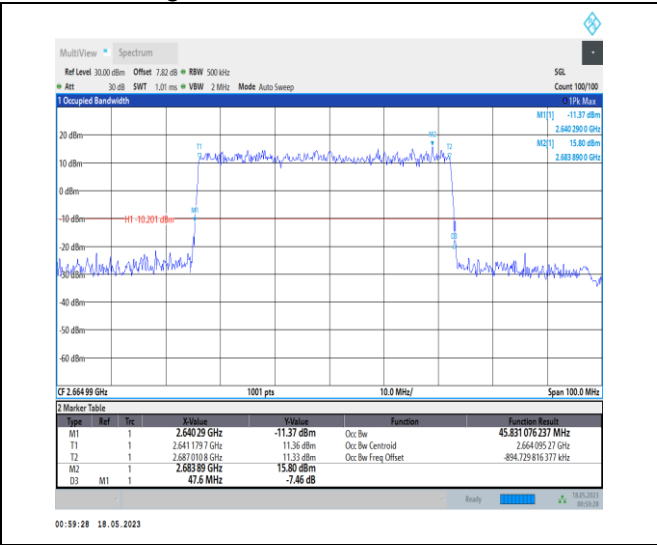 MultiView Spectrum
Ref Level 30.00 dBm Offset 7.82 dB RBW 500 kHz SGL
Att 30 dB SWT 1.01 ms VBW 2 MHz Mode Auto Sweep Count 100/100
1 Occupied Bandwidth 1Pk Max
M1[1] -11.37 dBm
2.640 290 0 GHz
20 dBm M2 M2[1] 15.80 dBm
T1 T2 2.683 890 0 GHz
10 dBm
0 dBm
M1
-10 dBm H1 -10.201 dBm
D3
-20 dBm
-30 dBm
-40 dBm
-50 dBm
-60 dBm
CF 2.664 99 GHz 1001 pts 10.0 MHz/ Span 100.0 MHz
2 Marker Table
Type Ref Trc X-Value Y-Value Function Function Result
M1 1 2.640 29 GHz -11.37 dBm Occ Bw 45.831 076 237 MHz
T1 1 2.641 179 7 GHz 11.36 dBm Occ Bw Centroid 2.664 095 27 GHz
T2 1 2.687 010 8 GHz 11.33 dBm Occ Bw Freq Offset -894.729 816 377 kHz
M2 1 2.683 89 GHz 15.80 dBm
D3 M1 1 47.6 MHz -7.46 dB
Ready 18.05.2023
00:59:28
00:59:28 18.05.2023